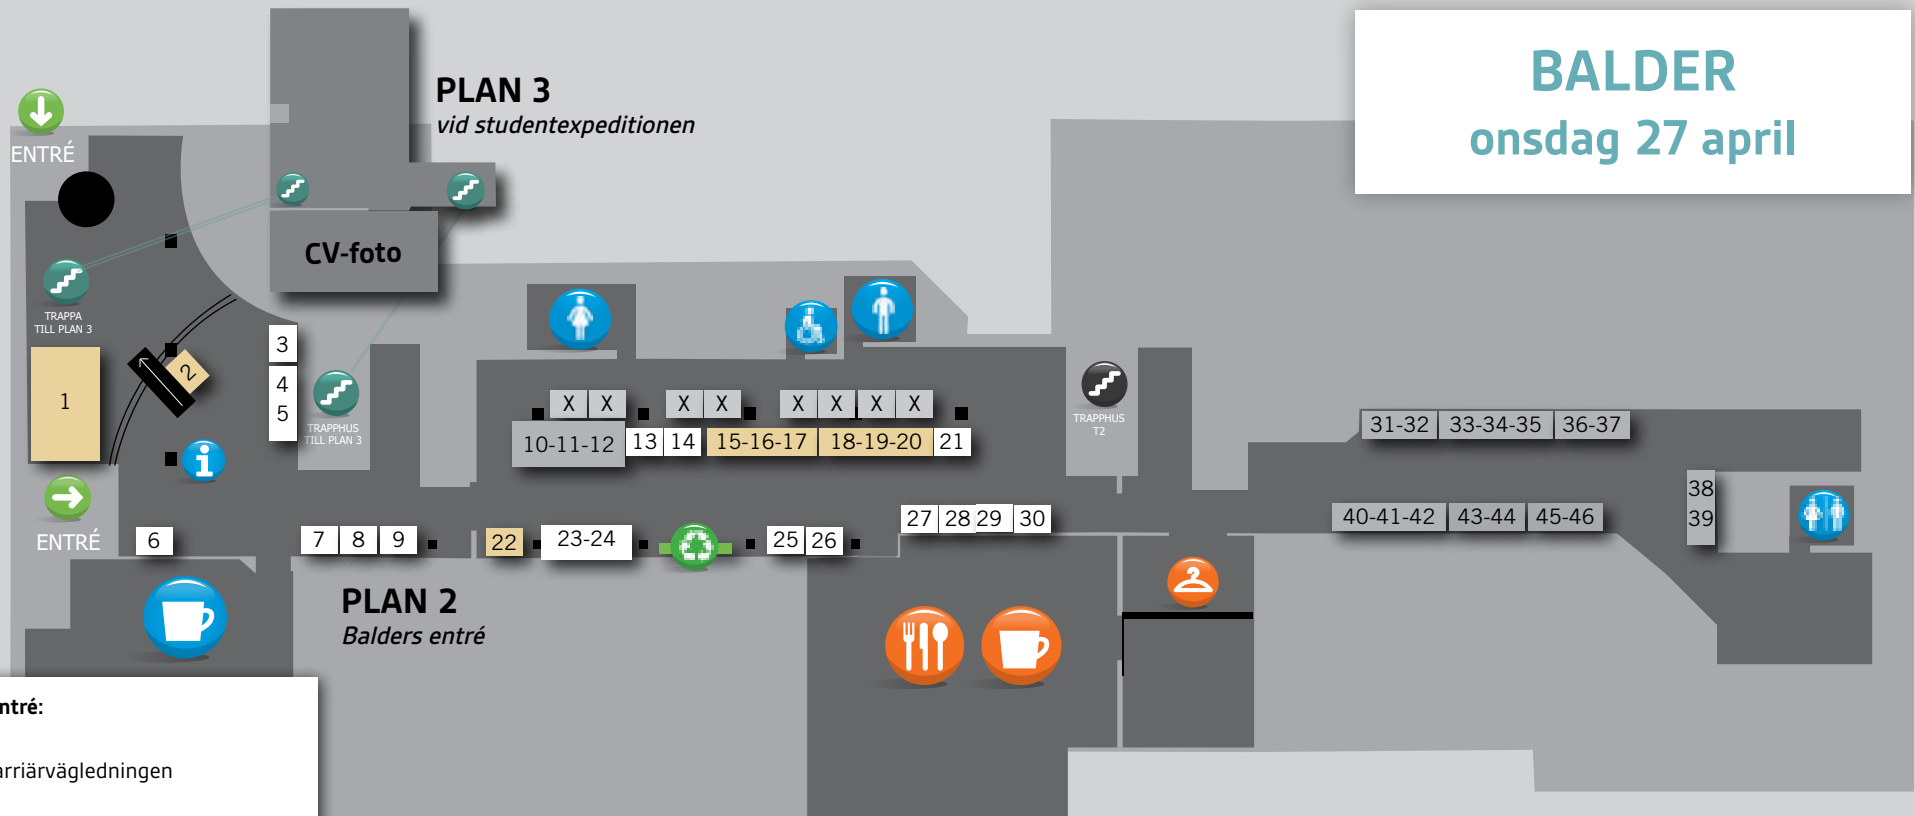 BALDER
onsdag 27 april
PLAN 3
vid studentexpeditionen
ENTRÉ
CV-foto
TRAPPA
TILL PLAN 3
1
2
3
4
5
TRAPPHUS
TILL PLAN 3
X X X X X X X X
10-11-12 13 14 15-16-17 18-19-20 21
TRAPPHUS
T2
31-32 33-34-35 36-37
38
39
40-41-42 43-44 45-46
i
ENTRÉ
6 7 8 9 22 23-24 25 26 27 28 29 30
PLAN 2
Balders entré
ntré:
arriärvägledningen